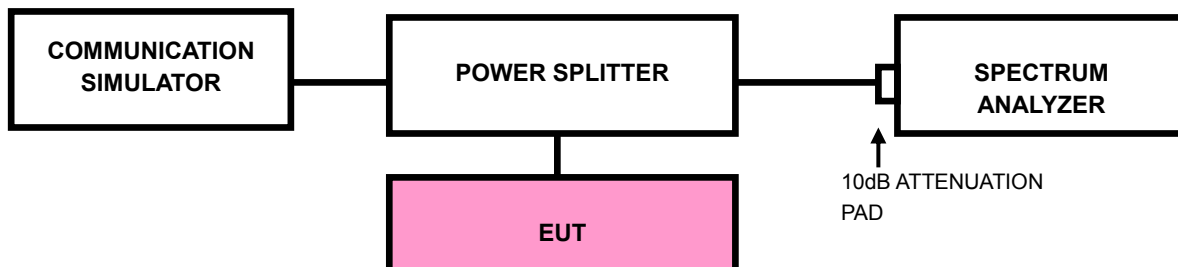 COMMUNICATION
SIMULATOR
POWER SPLITTER
SPECTRUM
ANALYZER
10dB ATTENUATION
PAD
EUT